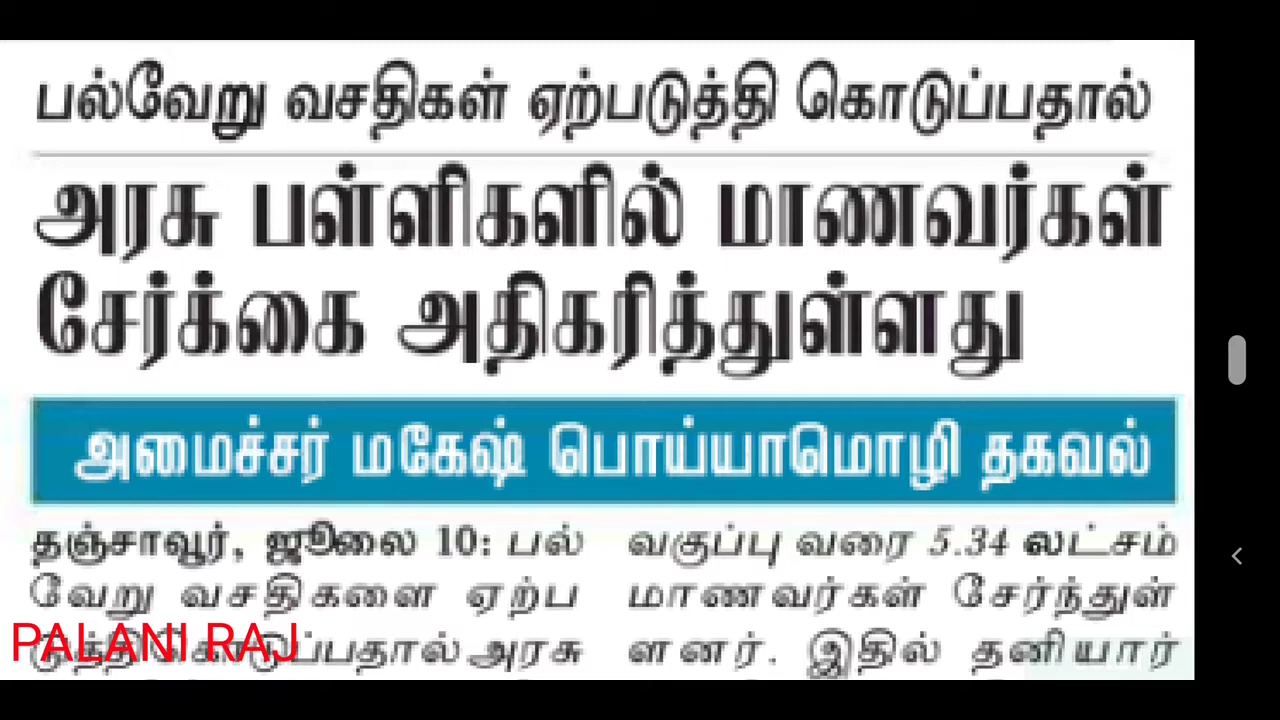 பல்வேறு வசதிகள் ஏற்படுத்தி கொடுப்பதால்
அரசு பள்ளிகளில் மாணவர்கள்
சேர்க்கை அதிகரித்துள்ளது
அமைச்சர் மகேஷ் பொய்யாமொழி தகவல்
தஞ்சாவூர், ஜூலை 10: பல்
வேறு வசதிகளை ஏற்ப
டுத்திகொடுப்பதால் அரசு
வகுப்பு வரை 5.34 லட்சம்
மாணவர்கள் சேர்ந்துள்
ளனர். இதில் தனியார்
PALANI RAJ